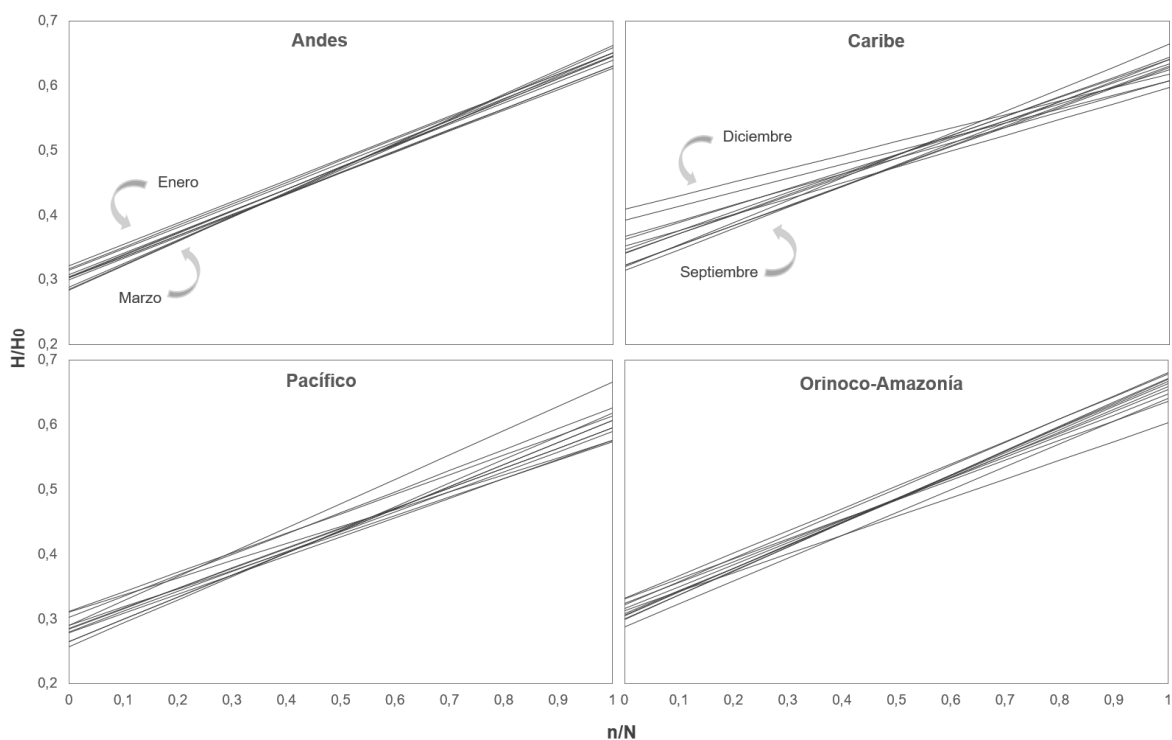 0,7
Andes
Caribe
0,6
Diciembre
0,5
Enero
0,4
Septiembre
0,3
Marzo
0,2
H/H0
0,7
Pacífico
Orinoco-Amazonía
0,6
0,5
0,4
0,3
0,2
0 0,1 0,2 0,3 0,4 0,5 0,6 0,7 0,8 0,9 1 0 0,1 0,2 0,3 0,4 0,5 0,6 0,7 0,8 0,9 1
n/N